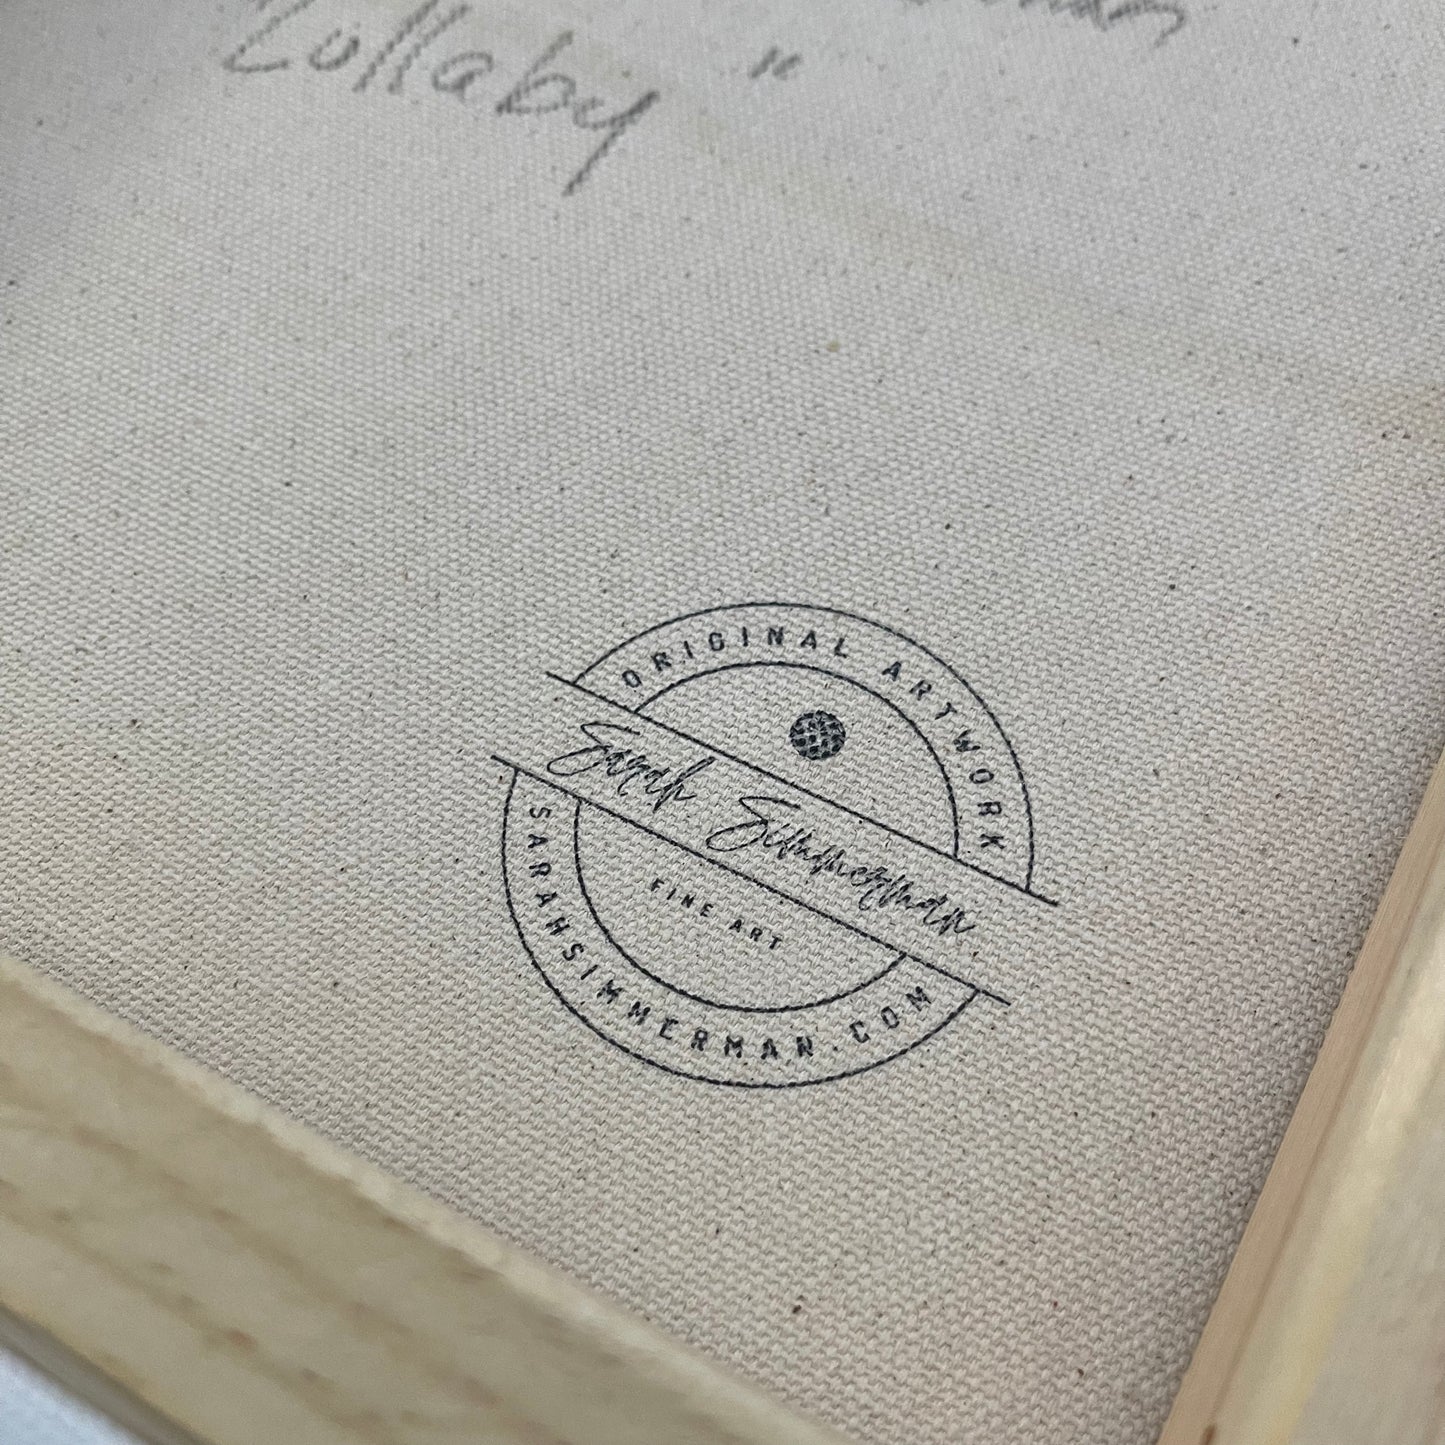 Lullaby"
ORIGINAL ARTWORK
Sarah Simmerman
FINE ART
SARAHSIMMERMAN.COM